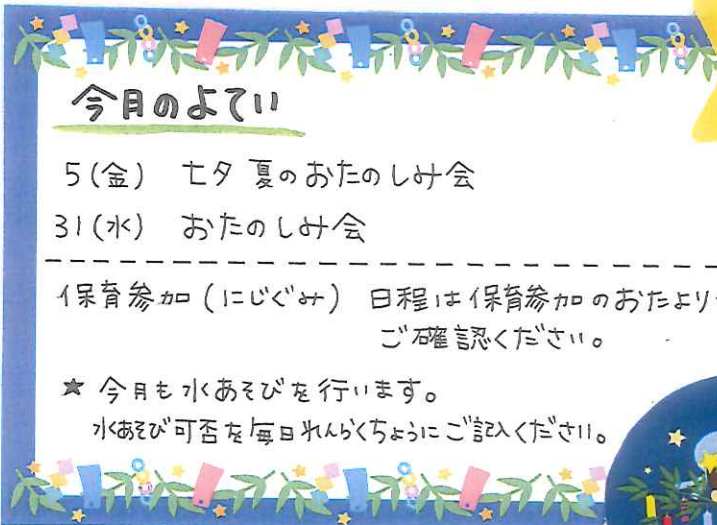 今月のよてい
5(金) 七夕 夏のおたのしみ会
31(水) おたのしみ会
保育参加(にじぐみ) 日程は保育参加のおたより
ご確認ください。
★ 今月も水あそびを行います。
水あそび可否を毎日れんらくちょうにご記入ください。